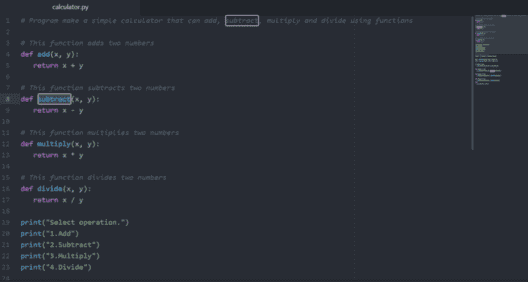 calculator.py
1 # Program make a simple calculator that can add, subtract, multiply and divide using functions
2
3 # This function adds two numbers
4 def add(x, y):
5 return x + y
6
7 # This function subtracts two numbers
8 def subtract(x, y):
9 return x - y
10
11 # This function multiplies two numbers
12 def multiply(x, y):
13 return x * y
14
15 # This function divides two numbers
16 def divide(x, y):
17 return x / y
18
19 print("Select operation.")
20 print("1.Add")
21 print("2.Subtract")
22 print("3.Multiply")
23 print("4.Divide")
24